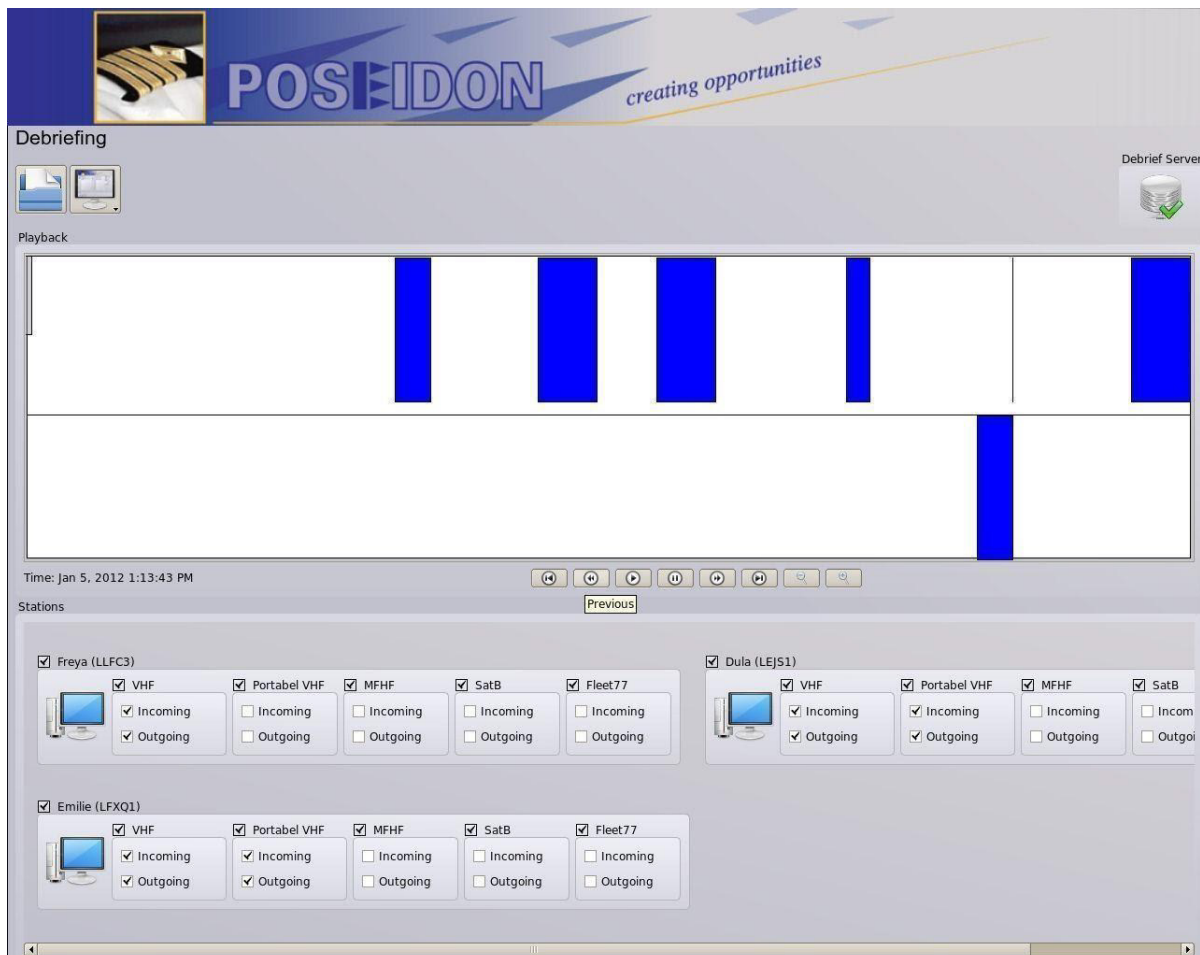 POSEIDON
creating opportunities
Debriefing
Debrief Server
Playback
Time: Jan 5, 2012 1:13:43 PM
Previous
Stations
Freya (LLFC3)
VHF Portabel VHF MFHF SatB Fleet77
Incoming Incoming Incoming Incoming Incoming
Outgoing Outgoing Outgoing Outgoing Outgoing
Dula (LEJS1)
VHF Portabel VHF MFHF SatB
Incoming Incoming Incoming Incom
Outgoing Outgoing Outgoing Outgoi
Emilie (LFXQ1)
VHF Portabel VHF MFHF SatB Fleet77
Incoming Incoming Incoming Incoming Incoming
Outgoing Outgoing Outgoing Outgoing Outgoing